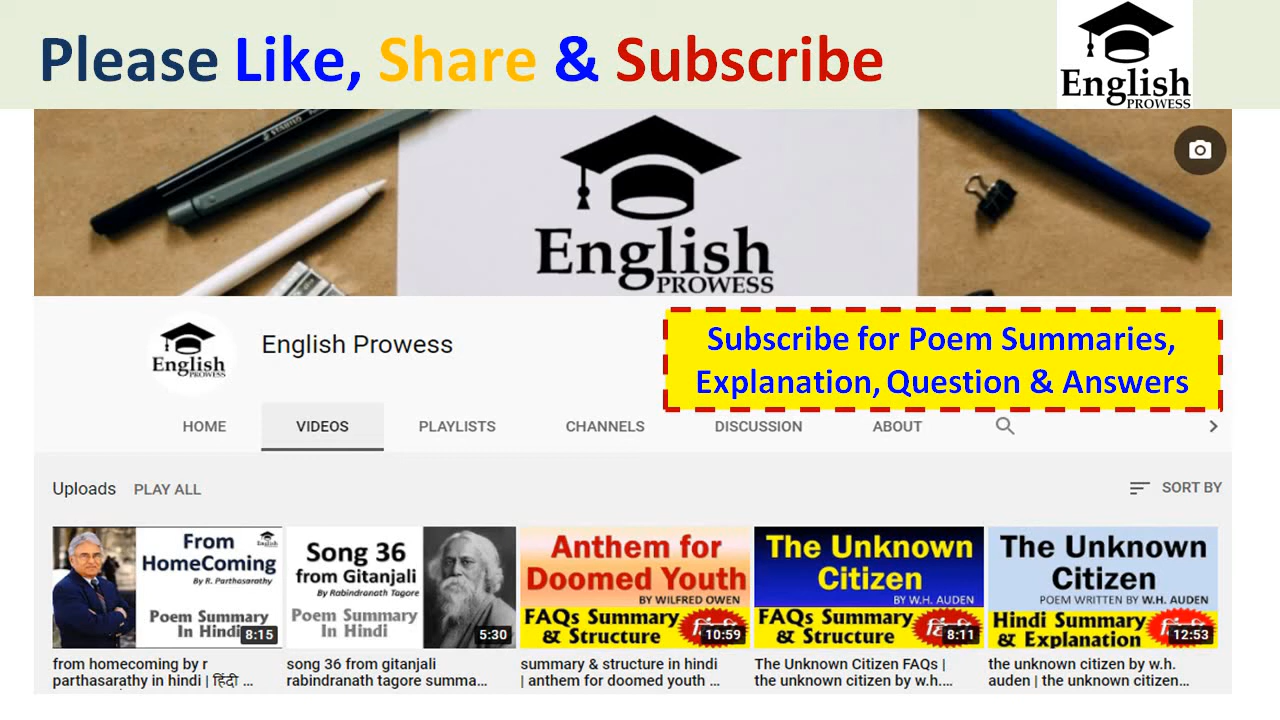 Please Like, Share & Subscribe
English
PROWESS
STABILO
English
PROWESS
English
PROWESS
English Prowess
Subscribe for Poem Summaries,
Explanation, Question & Answers
HOME VIDEOS PLAYLISTS CHANNELS DISCUSSION ABOUT
Uploads PLAY ALL
SORT BY
From
HomeComing
By R. Parthasarathy
Poem Summary
In Hindi
8:15
English
Song 36
from Gitanjali
By Rabindranath Tagore
Poem Summary
In Hindi
5:30
Anthem for
Doomed Youth
BY WILFRED OWEN
FAQs Summary
& Structure
10:59
The Unknown
Citizen
BY W.H. AUDEN
FAQs Summary
& Structure
8:11
The Unknown
Citizen
POEM WRITTEN BY W.H. AUDEN
Hindi Summary
& Explanation
12:53
from homecoming by r
parthasarathy in hindi | हिंदी ...
song 36 from gitanjali
rabindranath tagore summa...
summary & structure in hindi
| anthem for doomed youth ...
The Unknown Citizen FAQs |
the unknown citizen by w.h....
the unknown citizen by w.h.
auden | the unknown citizen...